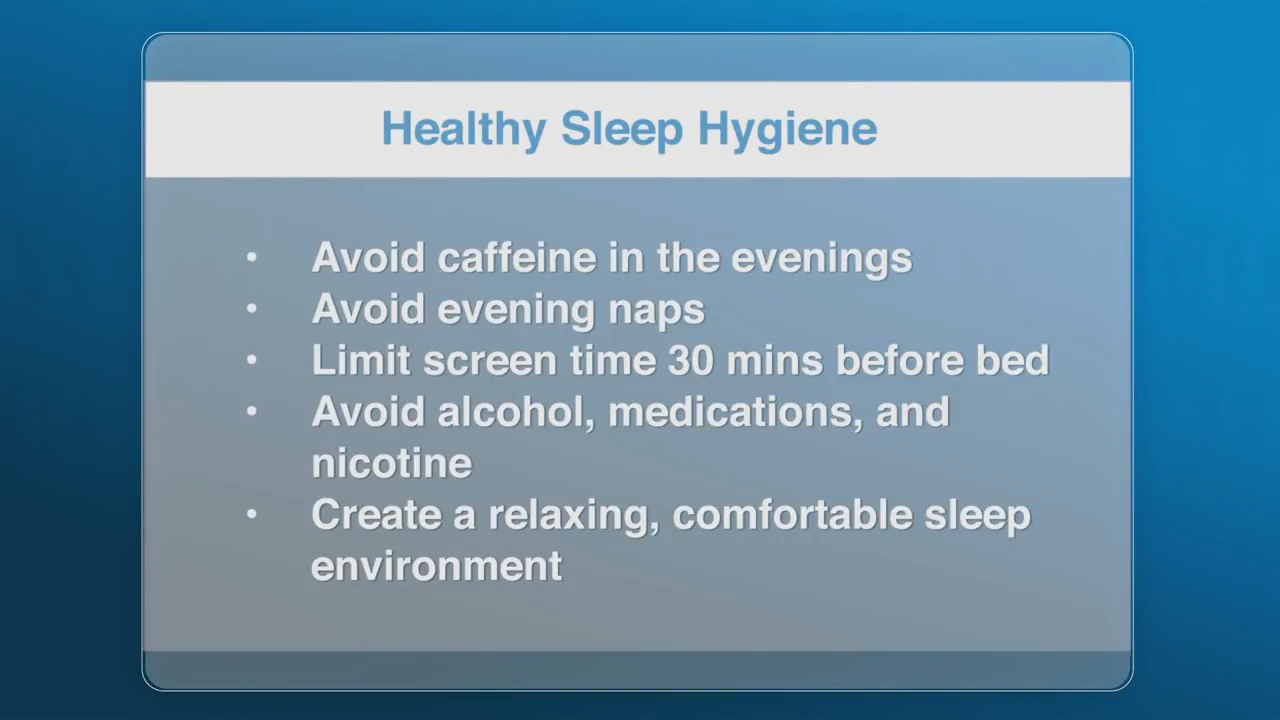 Healthy Sleep Hygiene
• Avoid caffeine in the evenings
• Avoid evening naps
• Limit screen time 30 mins before bed
• Avoid alcohol, medications, and
nicotine
• Create a relaxing, comfortable sleep
environment